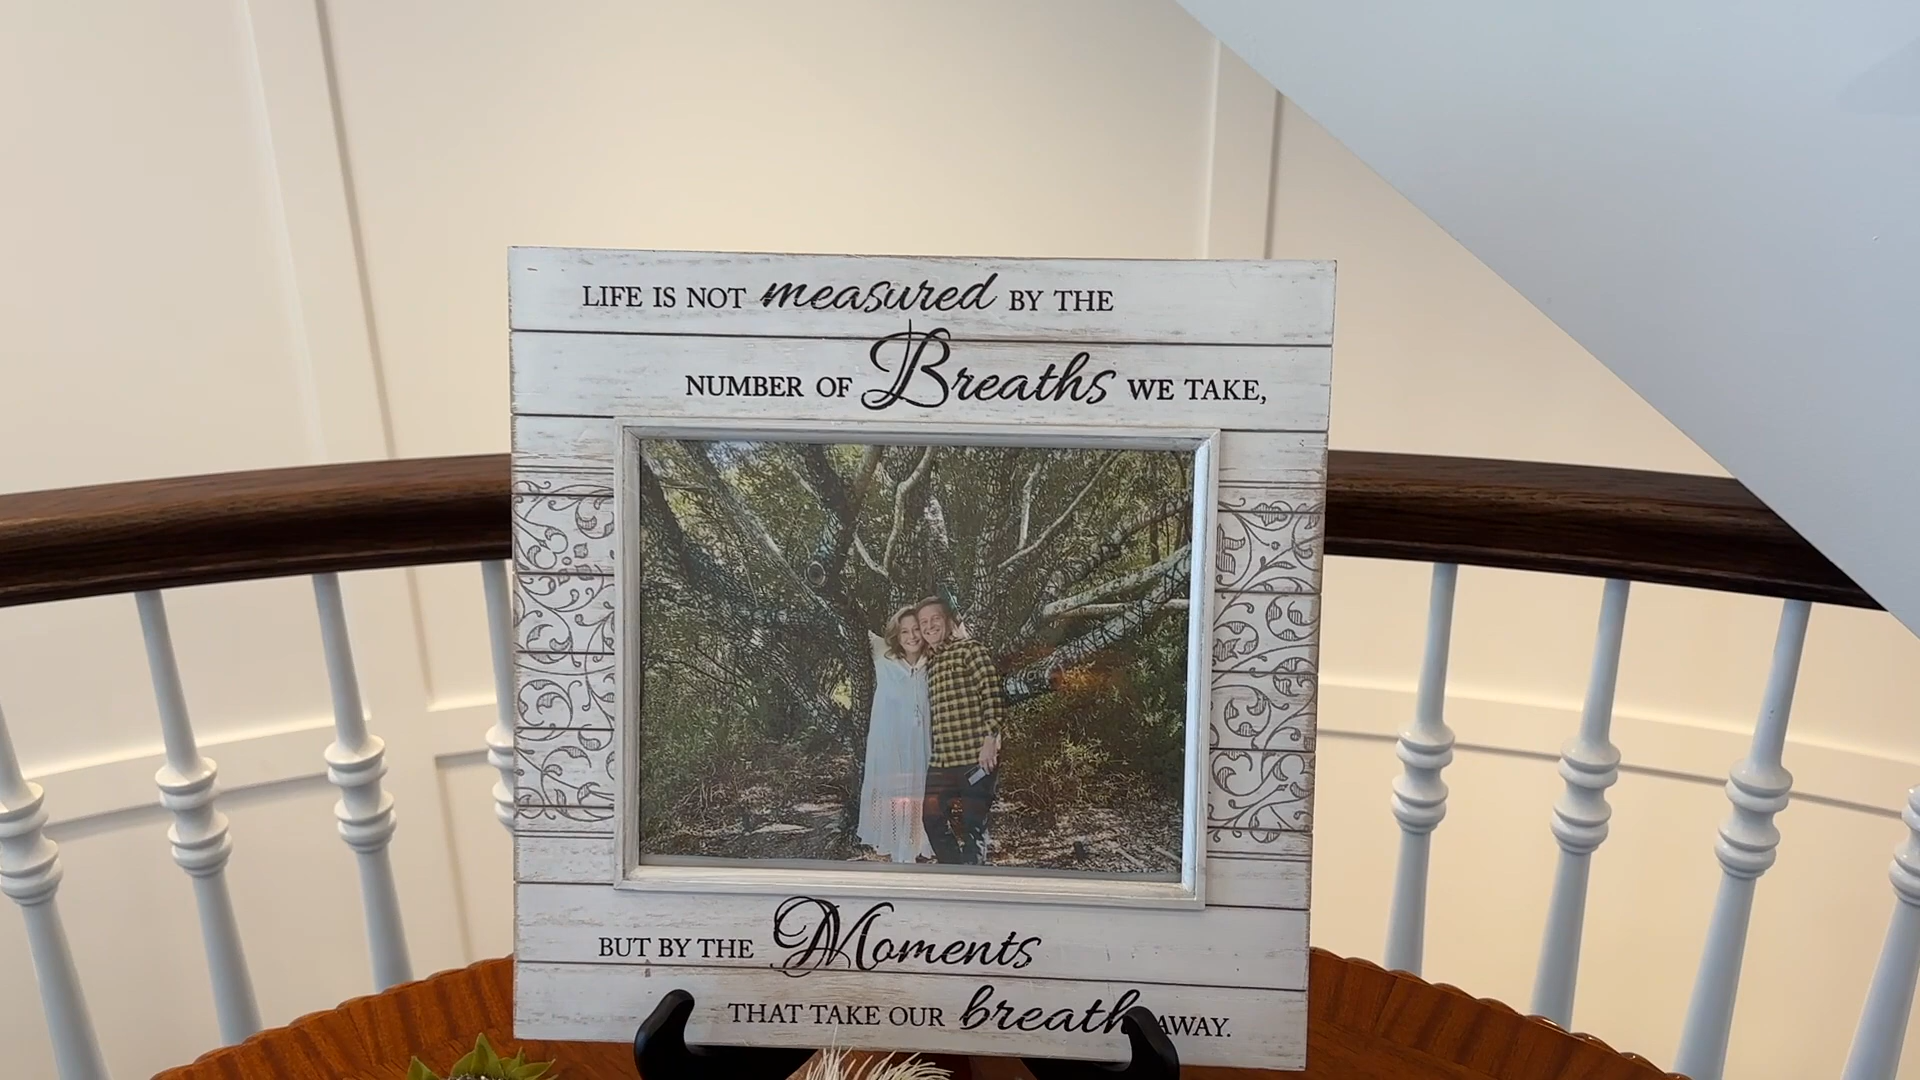 LIFE IS NOT measured BY THE
NUMBER OF Breaths WE TAKE,
BUT BY THE Moments
THAT TAKE OUR breath AWAY.